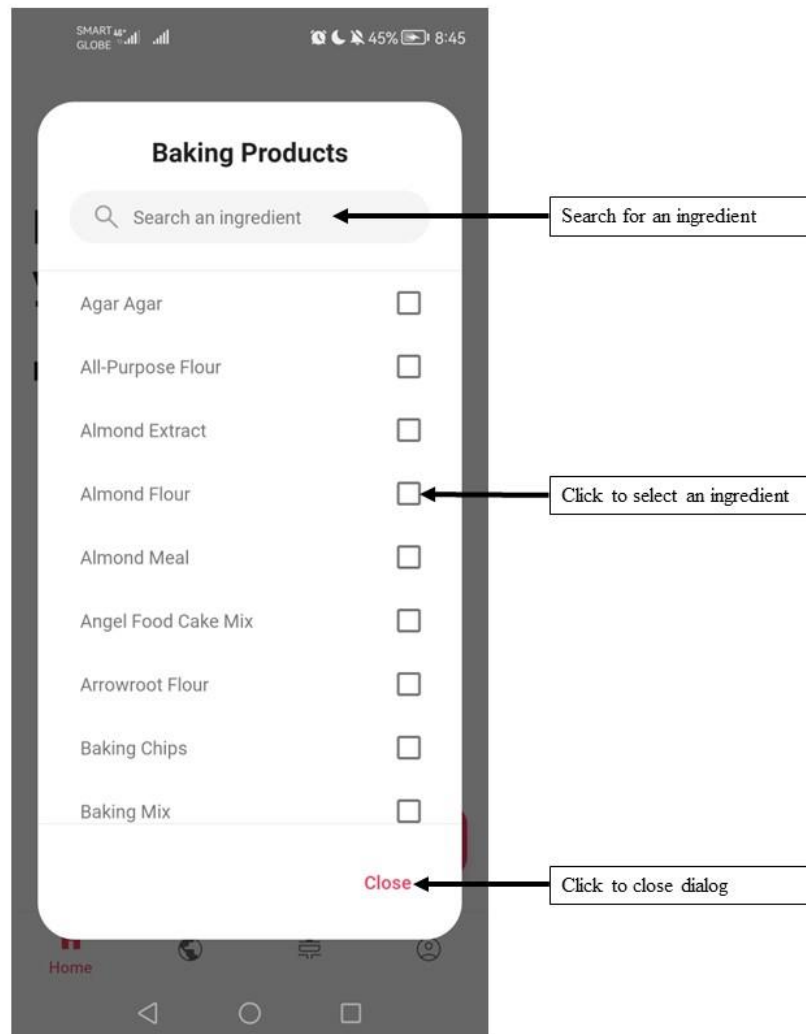 SMART 4G+
GLOBE
45% 8:45
Baking Products
Search an ingredient
Search for an ingredient
Agar Agar
All-Purpose Flour
Almond Extract
Almond Flour
Click to select an ingredient
Almond Meal
Angel Food Cake Mix
Arrowroot Flour
Baking Chips
Baking Mix
Close
Click to close dialog
Home